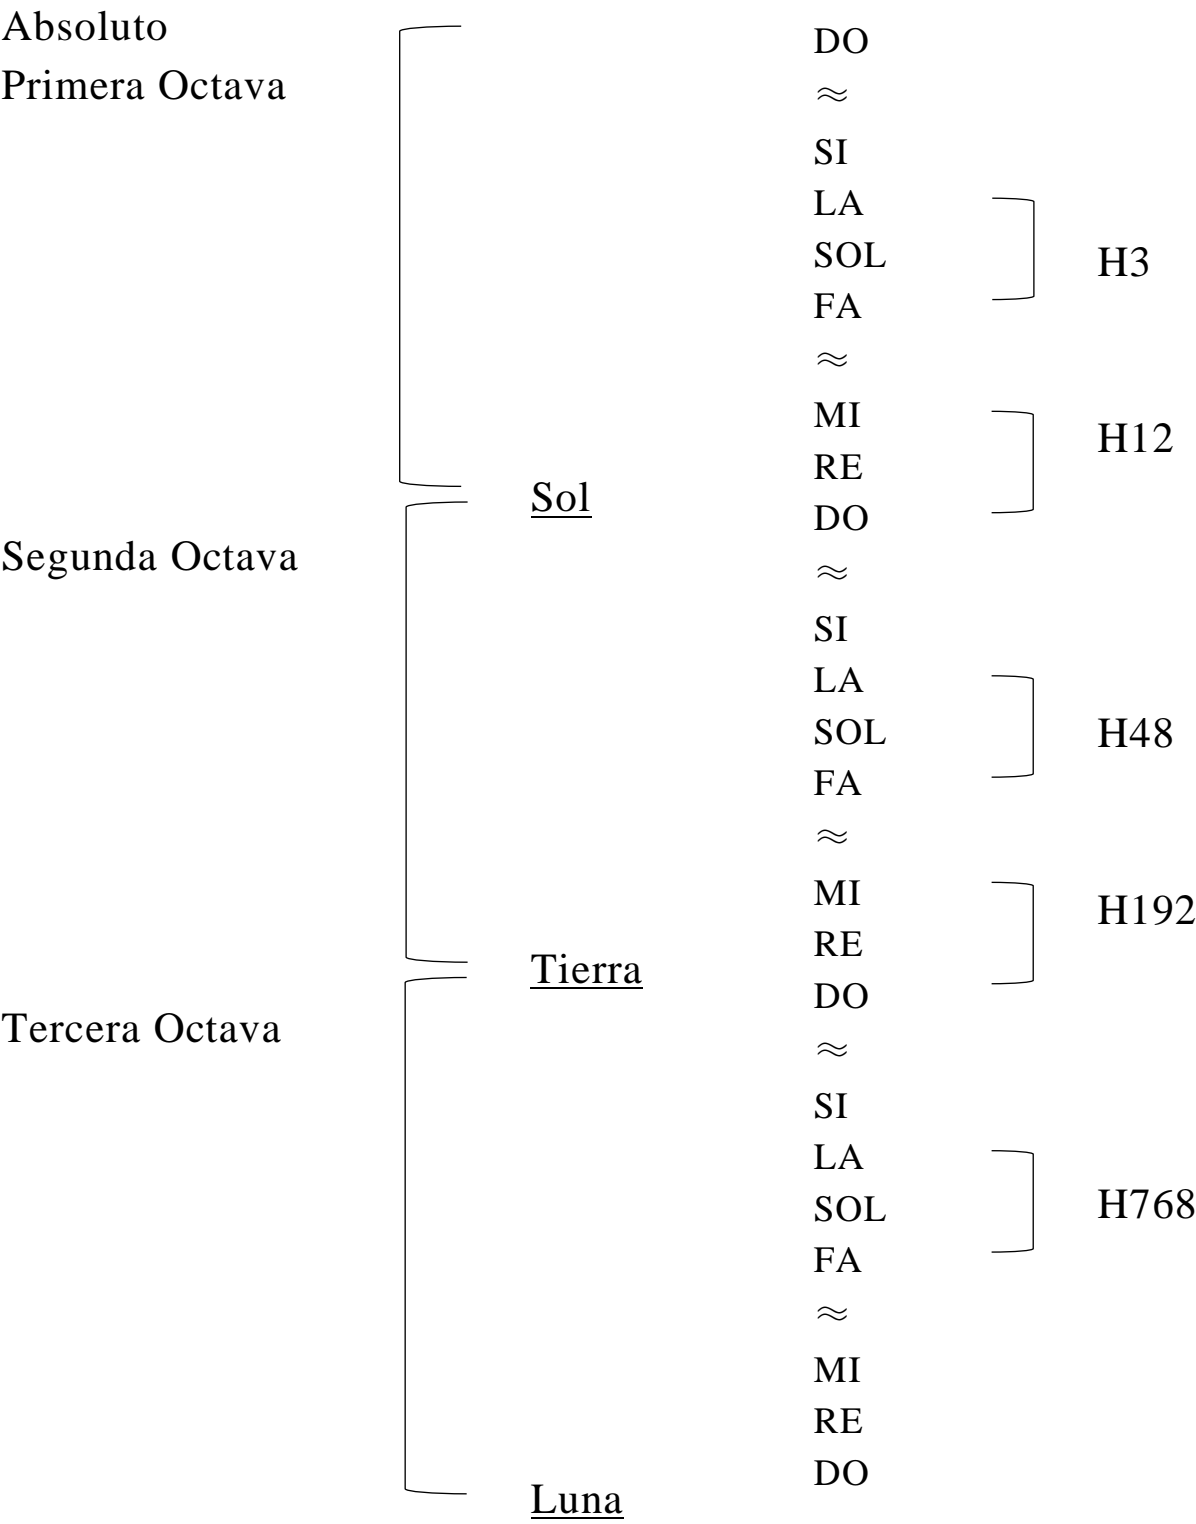 Absoluto
DO
Primera Octava
≈
SI
LA
SOL
H3
FA
≈
MI
H12
RE
Sol
DO
Segunda Octava
≈
SI
LA
SOL
H48
FA
≈
MI
H192
RE
Tierra
DO
Tercera Octava
≈
SI
LA
SOL
H768
FA
≈
MI
RE
DO
Luna